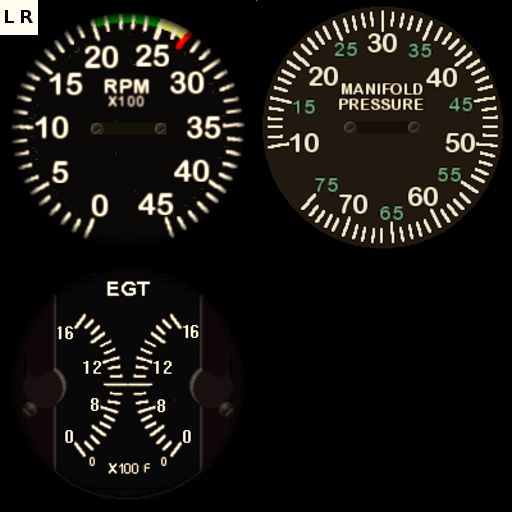 L R
20 25
15 RPM 30
X100
10 35
5 40
0 45
25 30 35
20 40
MANIFOLD
15 PRESSURE 45
10 50
75 55
70 65 60
EGT
16 16
12 12
8 8
0 0
0 X100 F 0